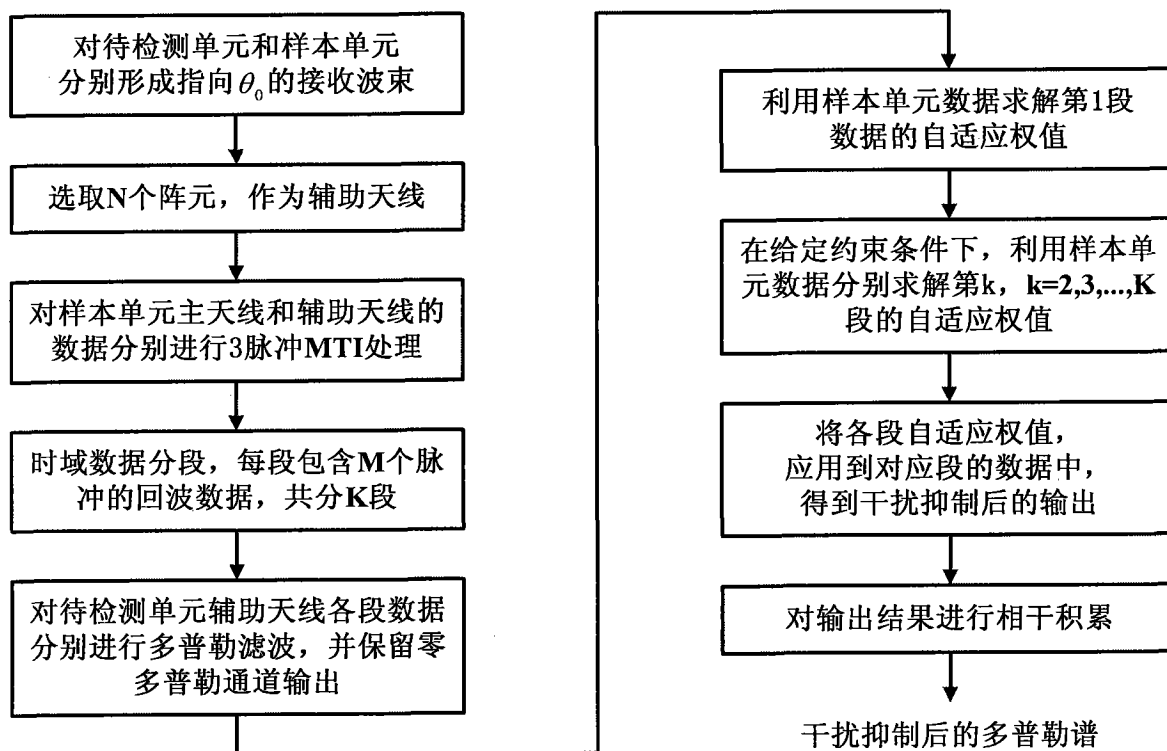 对待检测单元和样本单元
分别形成指向θ₀的接收波束
选取N个阵元，作为辅助天线
对样本单元主天线和辅助天线的
数据分别进行3脉冲MTI处理
时域数据分段，每段包含M个脉
冲的回波数据，共分K段
对待检测单元辅助天线各段数据
分别进行多普勒滤波，并保留零
多普勒通道输出
利用样本单元数据求解第1段
数据的自适应权值
在给定约束条件下，利用样本单
元数据分别求解第k，k=2,3,...,K
段的自适应权值
将各段自适应权值，
应用到对应段的数据中，
得到干扰抑制后的输出
对输出结果进行相干积累
干扰抑制后的多普勒谱